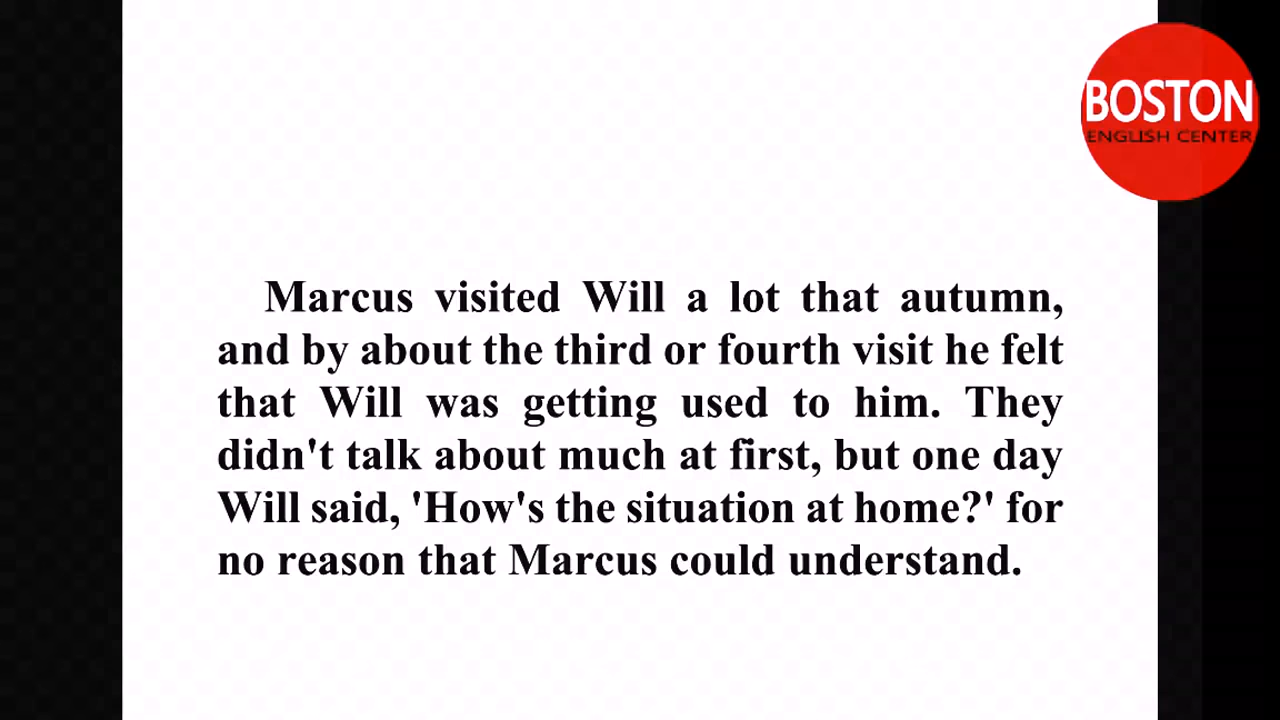 BOSTON
ENGLISH CENTER
Marcus visited Will a lot that autumn,
and by about the third or fourth visit he felt
that Will was getting used to him. They
didn't talk about much at first, but one day
Will said, 'How's the situation at home?' for
no reason that Marcus could understand.